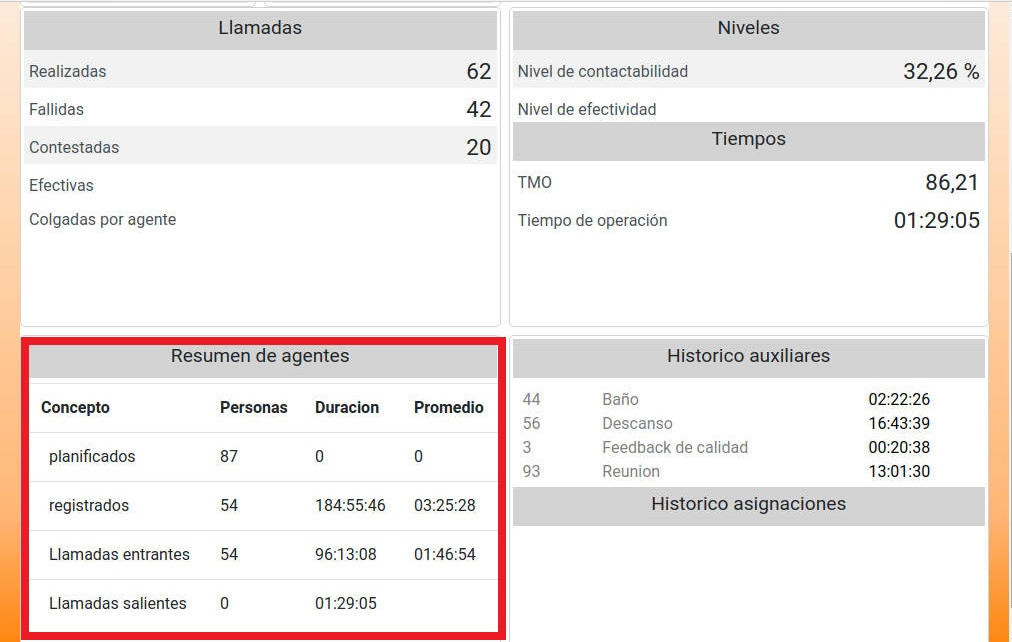 Llamadas
Realizadas 62
Fallidas 42
Contestadas 20
Efectivas
Colgadas por agente
Niveles
Nivel de contactabilidad 32,26 %
Nivel de efectividad
Tiempos
TMO 86,21
Tiempo de operación 01:29:05
Resumen de agentes
Concepto Personas Duracion Promedio
planificados 87 0 0
registrados 54 184:55:46 03:25:28
Llamadas entrantes 54 96:13:08 01:46:54
Llamadas salientes 0 01:29:05
Historico auxiliares
44 Baño 02:22:26
56 Descanso 16:43:39
3 Feedback de calidad 00:20:38
93 Reunion 13:01:30
Historico asignaciones